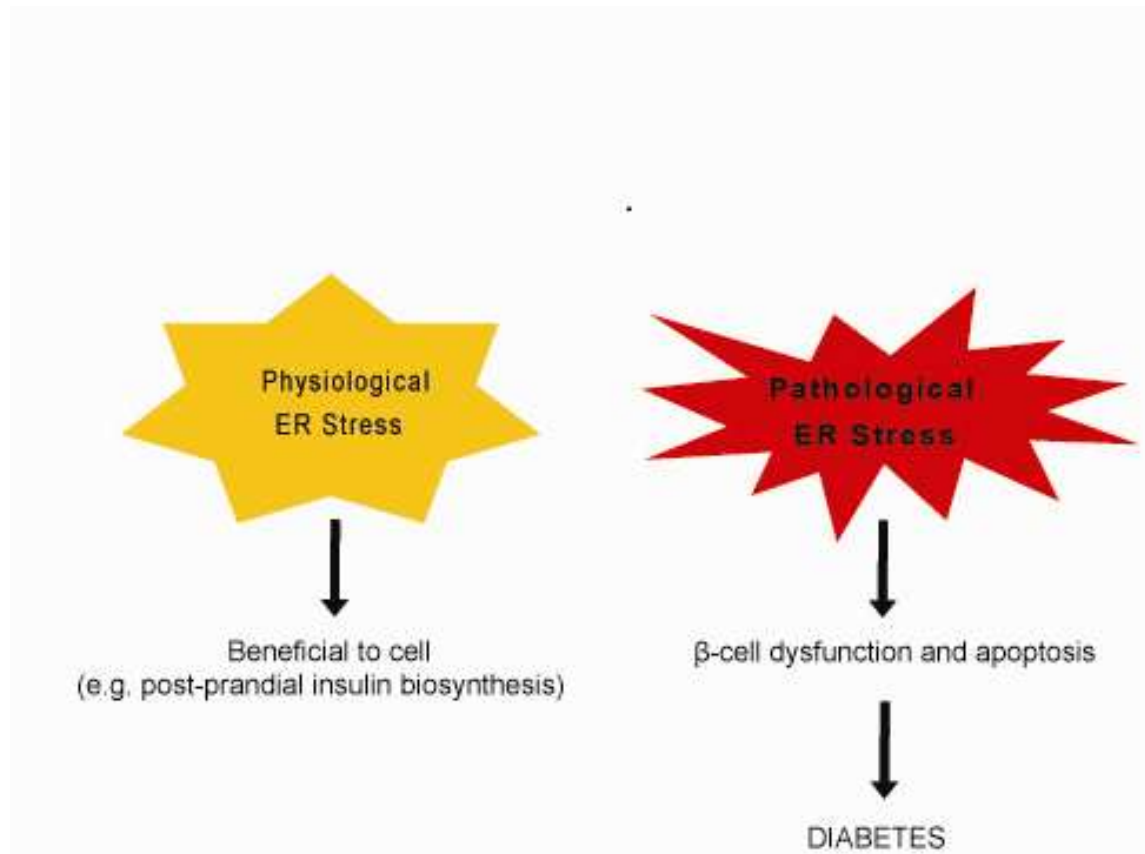 Physiological
ER Stress
Beneficial to cell
(e.g. post-prandial insulin biosynthesis)
Pathological
ER Stress
β-cell dysfunction and apoptosis
DIABETES